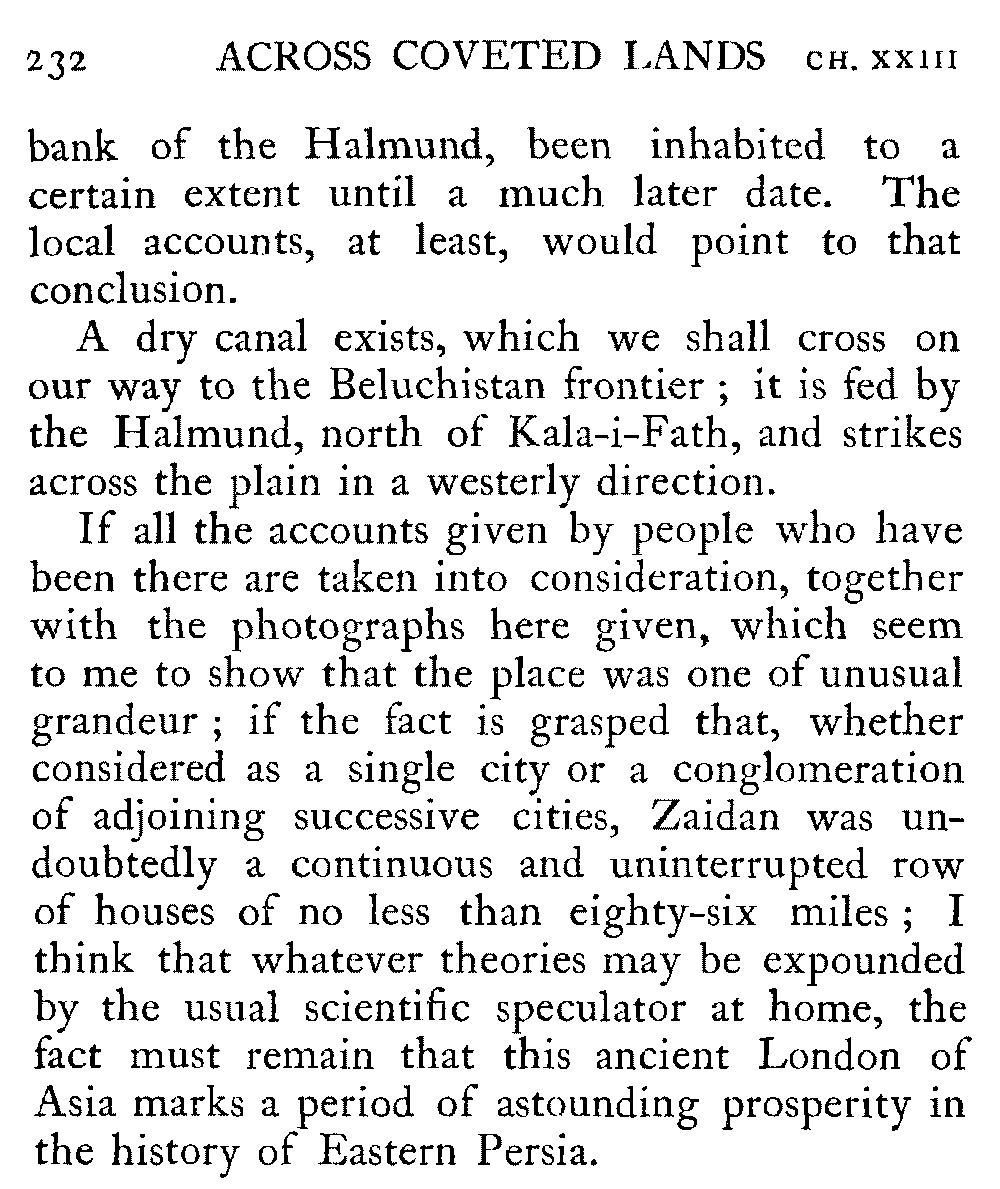 232 ACROSS COVETED LANDS CH. XXIII
bank of the Halmund, been inhabited to a
certain extent until a much later date. The
local accounts, at least, would point to that
conclusion.
A dry canal exists, which we shall cross on
our way to the Beluchistan frontier ; it is fed by
the Halmund, north of Kala-i-Fath, and strikes
across the plain in a westerly direction.
If all the accounts given by people who have
been there are taken into consideration, together
with the photographs here given, which seem
to me to show that the place was one of unusual
grandeur ; if the fact is grasped that, whether
considered as a single city or a conglomeration
of adjoining successive cities, Zaidan was un-
doubtedly a continuous and uninterrupted row
of houses of no less than eighty-six miles ; I
think that whatever theories may be expounded
by the usual scientific speculator at home, the
fact must remain that this ancient London of
Asia marks a period of astounding prosperity in
the history of Eastern Persia.